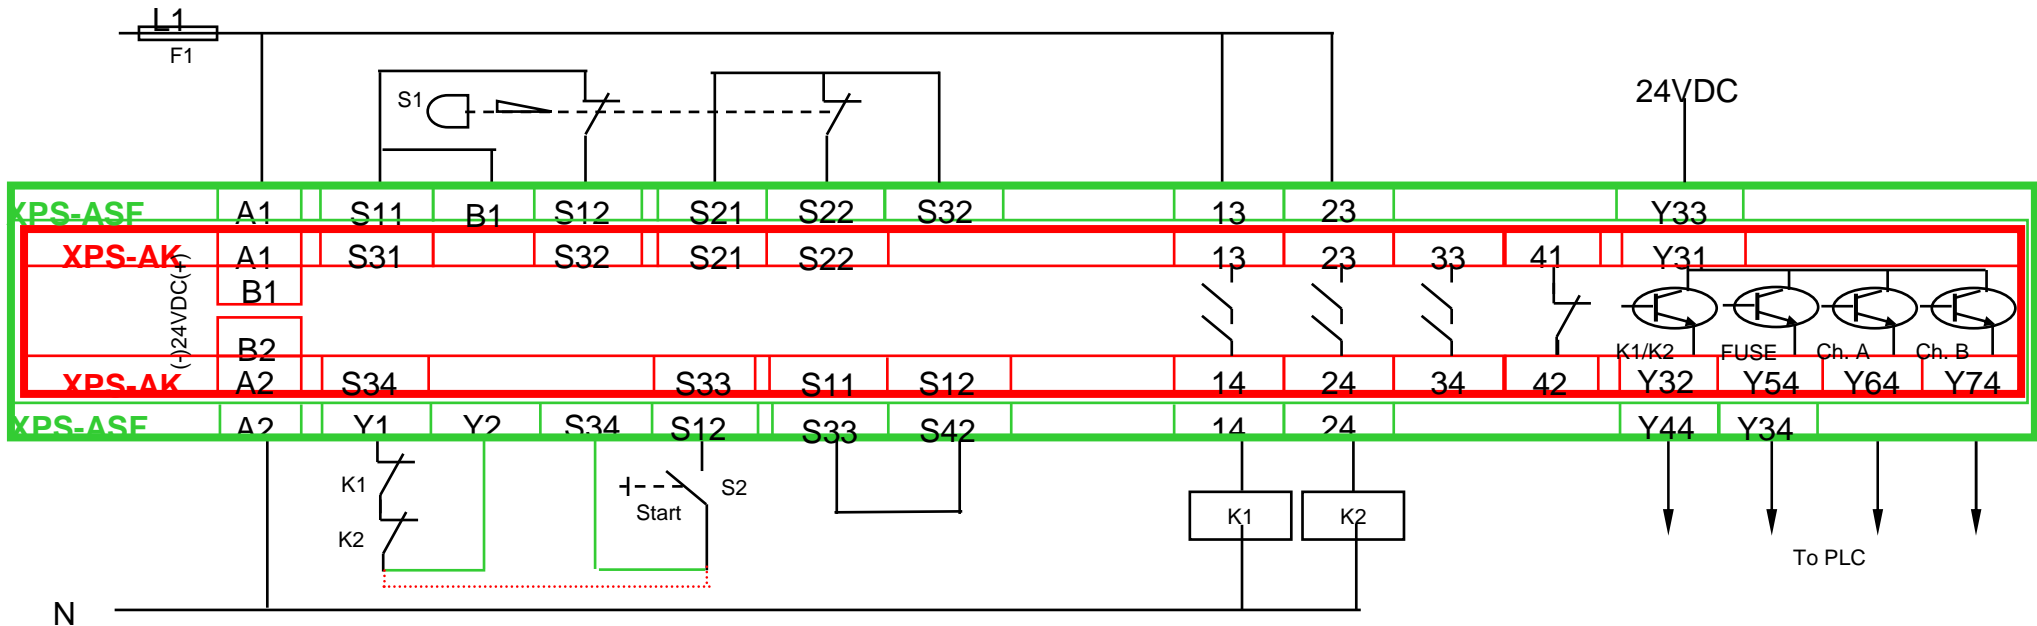 L1
F1
S1
24VDC
XPS-ASF A1 S11 B1 S12 S21 S22 S32 13 23 Y33
XPS-AK A1 S31 S32 S21 S22 13 23 33 41 Y31
(-)24VDC(+)
B1
B2
K1/K2 FUSE Ch. A Ch. B
XPS-AK A2 S34 S33 S11 S12 14 24 34 42 Y32 Y54 Y64 Y74
XPS-ASF A2 Y1 Y2 S34 S12 S33 S42 14 24 Y44 Y34
K1
S2
Start
K2
K1
K2
To PLC
N